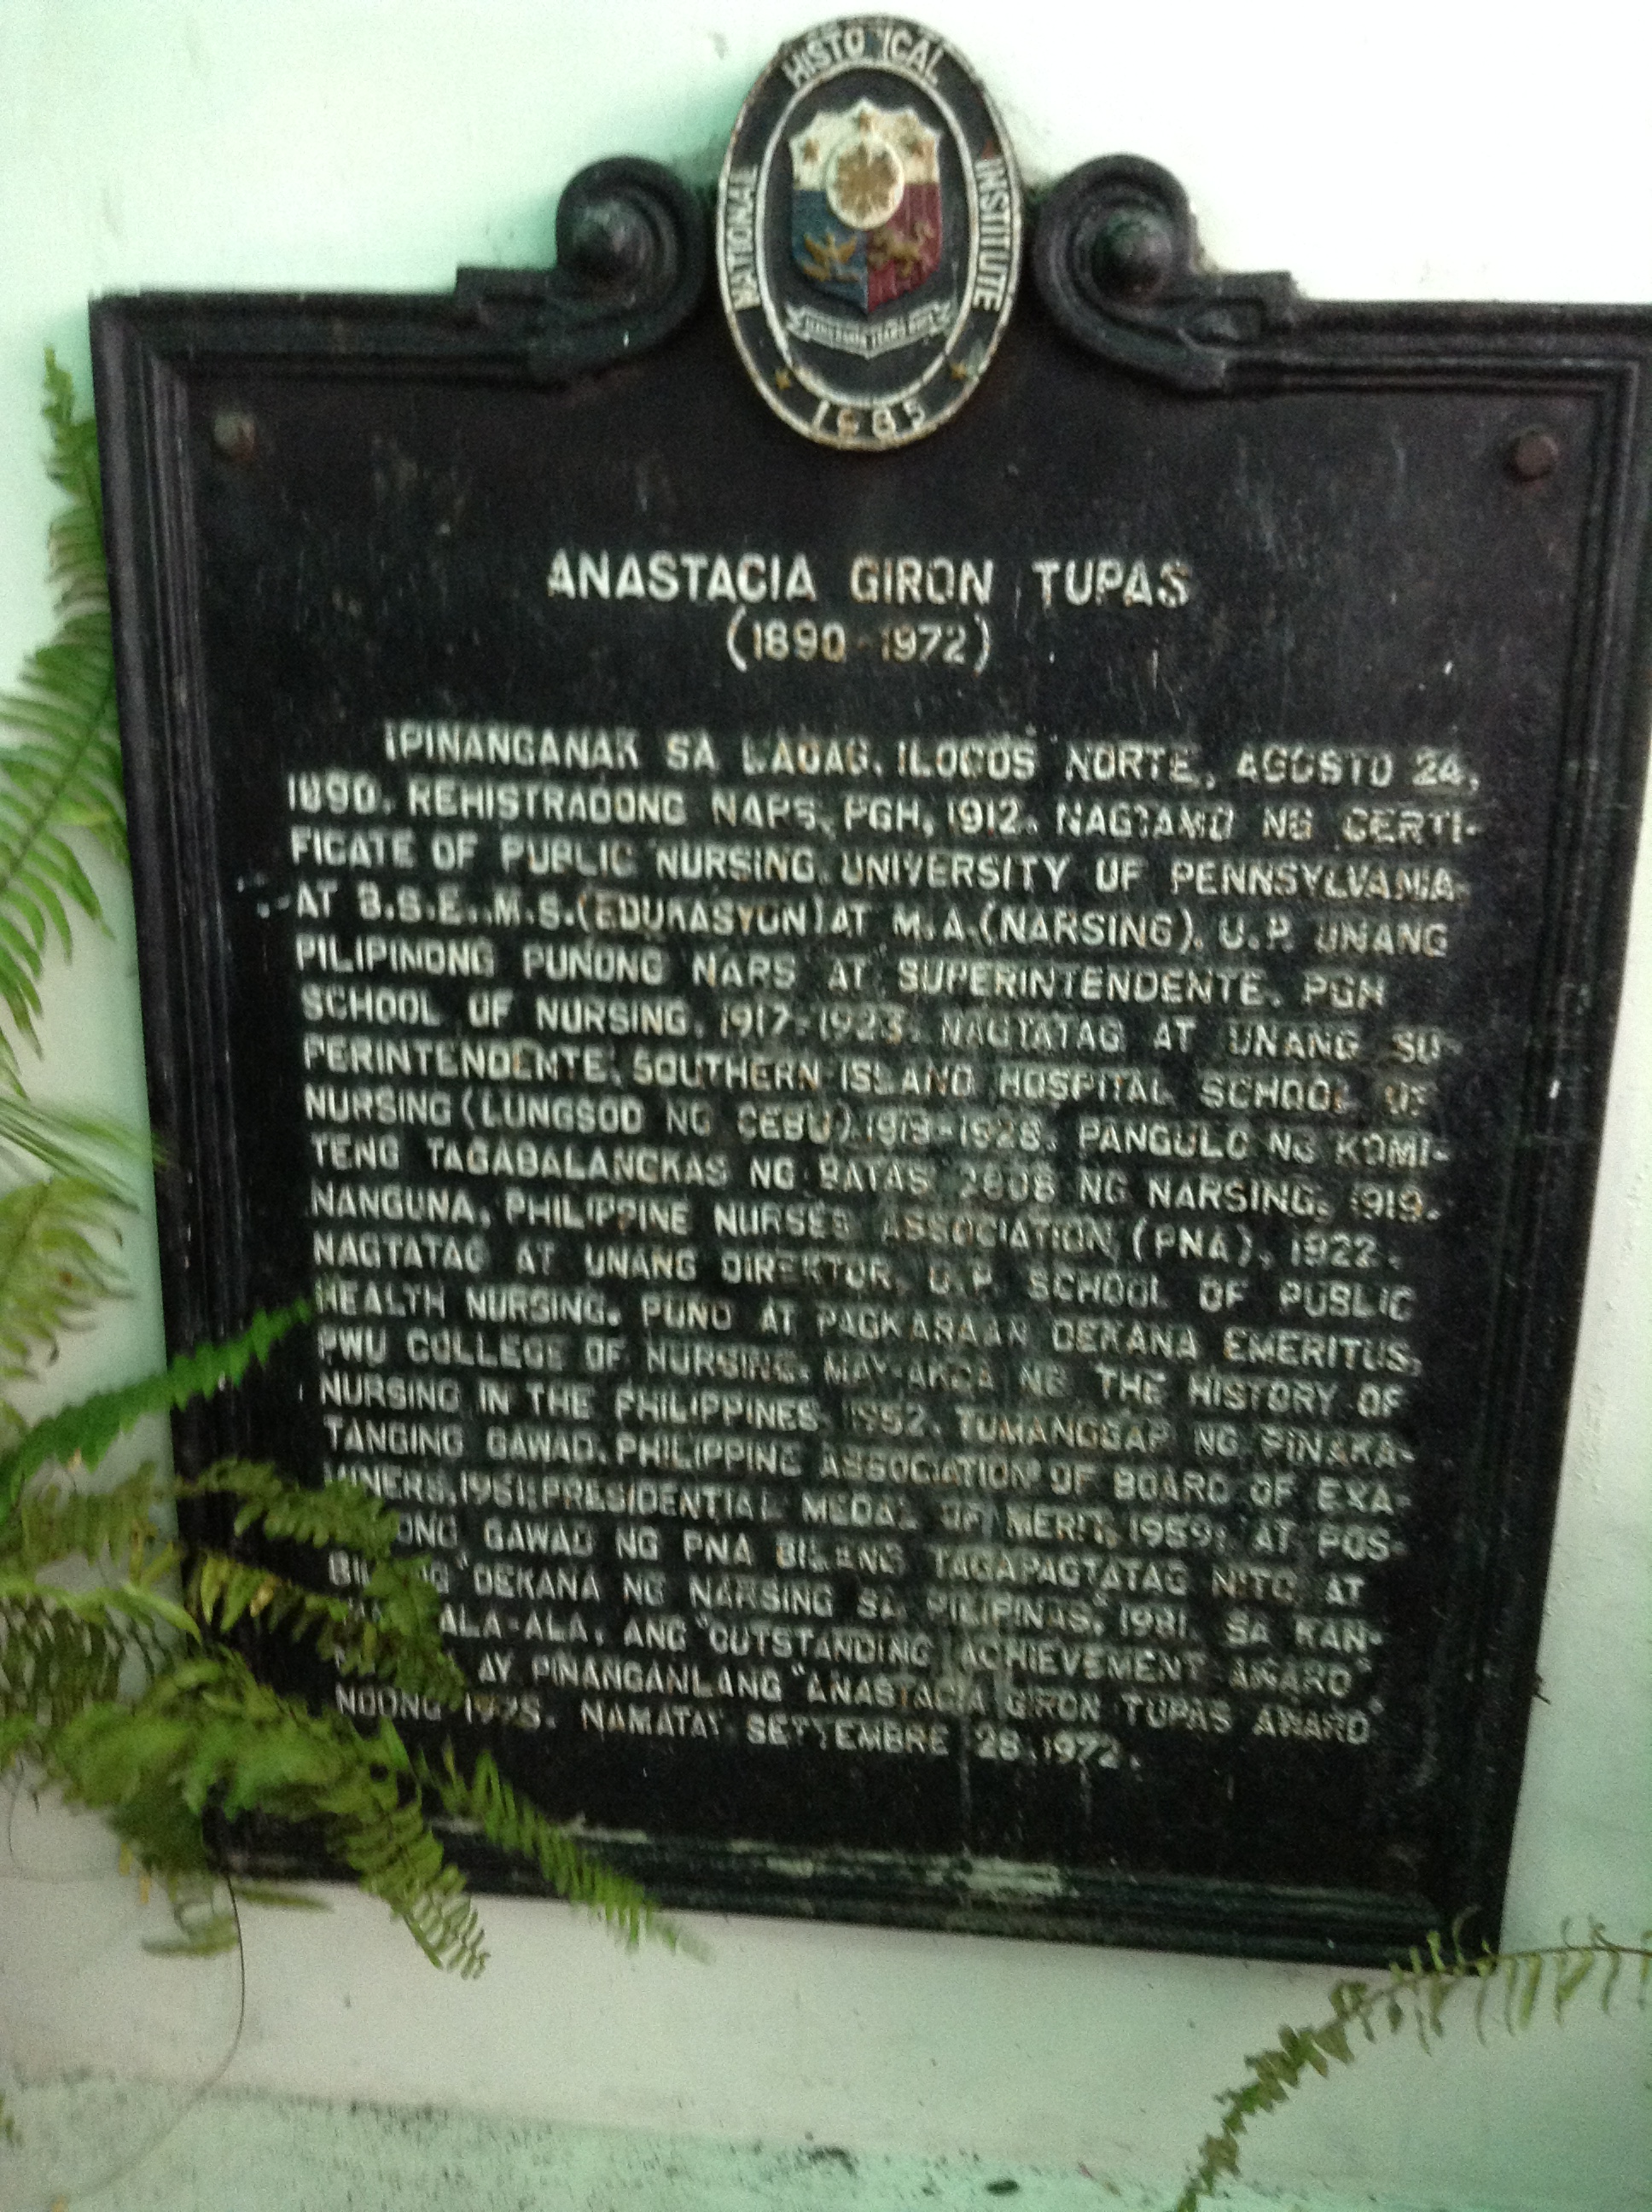 NATIONAL HISTORICAL INSTITUTE
1985
ANASTACIA GIRON TUPAS
(1890-1972)
IPINANGANAK SA LAOAG, ILOCOS NORTE, AGOSTO 24,
1890. REHISTRADONG NARS, PGH, 1912. NAGTAMO NG CERTI-
FICATE OF PUBLIC NURSING, UNIVERSITY OF PENNSYLVANIA
AT B.S.E., M.S.(EDUKASYON) AT M.A.(NARSING), U.P. UNANG
PILIPINONG PUNONG NARS AT SUPERINTENDENTE, PGH
SCHOOL OF NURSING, 1917-1923. NAGTATAG AT UNANG SU-
PERINTENDENTE, SOUTHERN ISLAND HOSPITAL SCHOOL OF
NURSING (LUNGSOD NG CEBU) PANGULO NG KOMI-
TENG TAGABALANGKAS NG BATAS 2808 NG NARSING, 1919.
NANGUNA, PHILIPPINE NURSES ASSOCIATION (PNA), 1922.
NAGTATAG AT UNANG DIREKTOR, U.P. SCHOOL OF PUBLIC
HEALTH NURSING. PUNO AT PAGKARAAN DEKANA EMERITUS,
PWU COLLEGE OF NURSING. MAY-AKDA NG THE HISTORY OF
NURSING IN THE PHILIPPINES, 1952. TUMANGGAP NG PINAKA-
TANGING GAWAD, PHILIPPINE ASSOCIATION OF BOARD OF EXA-
MINERS, 1961; PRESIDENTIAL MEDAL OF MERIT, 1959; AT POS-
GAWAD NG PNA BILANG TAGAPAGTATAG NITO AT
"DEKANA NG NARSING SA PILIPINAS," 1981. SA KAN-
ALA-ALA, ANG "OUTSTANDING ACHIEVEMENT AWARD"
AY PINANGANLANG "ANASTACIA GIRON TUPAS AWARD"
NOONG 1975. NAMATAY SETYEMBRE 28, 1972.